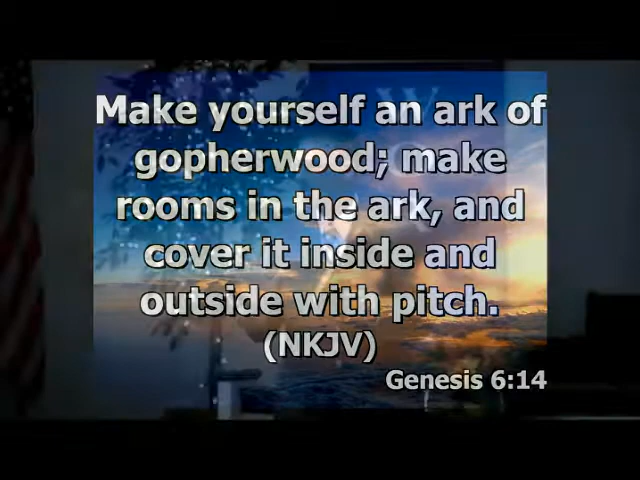 Make yourself an ark of
gopherwood; make
rooms in the ark, and
cover it inside and
outside with pitch.
(NKJV)
Genesis 6:14